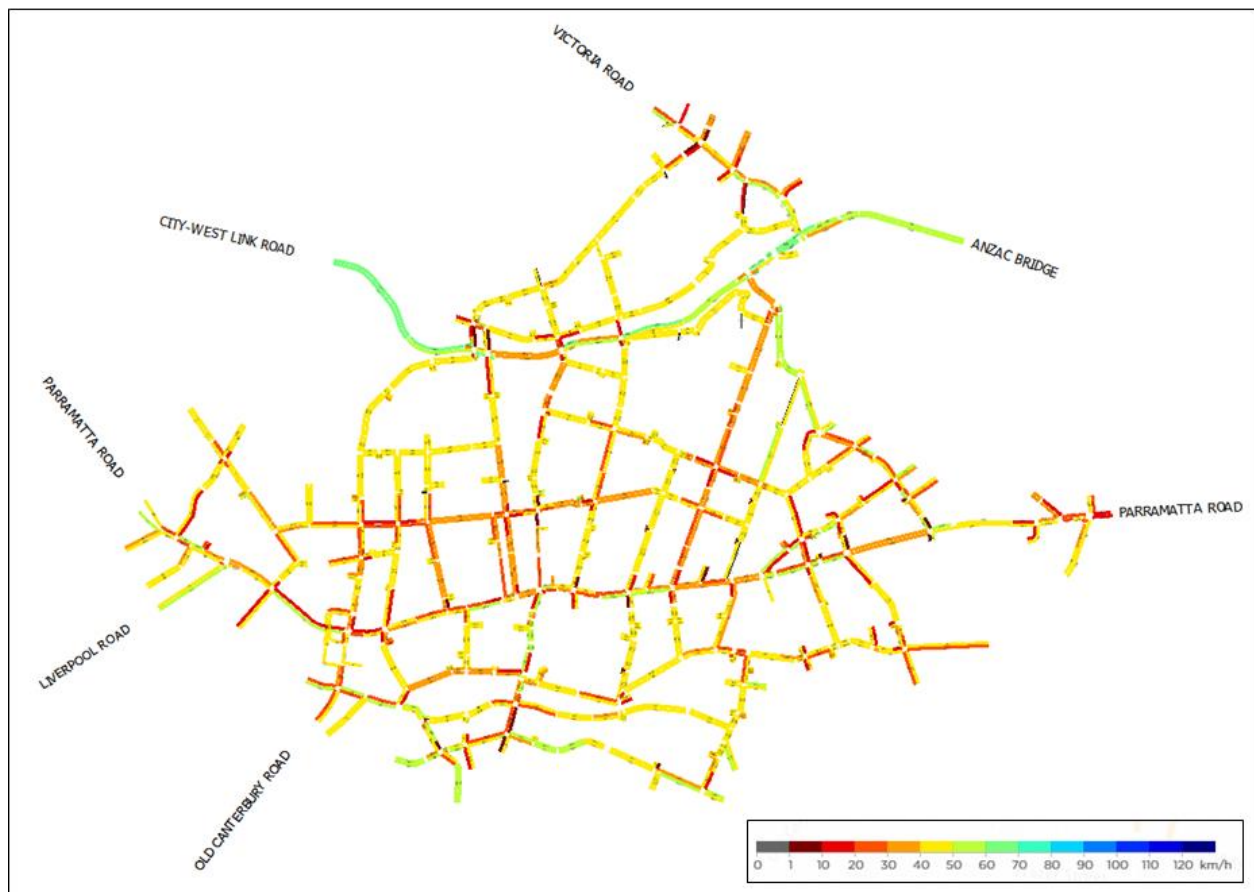 VICTORIA ROAD
CITY-WEST LINK ROAD
ANZAC BRIDGE
PARRAMATTA ROAD
PARRAMATTA ROAD
LIVERPOOL ROAD
OLD CANTERBURY ROAD
0 1 10 20 30 40 50 60 70 80 90 100 110 120 km/h